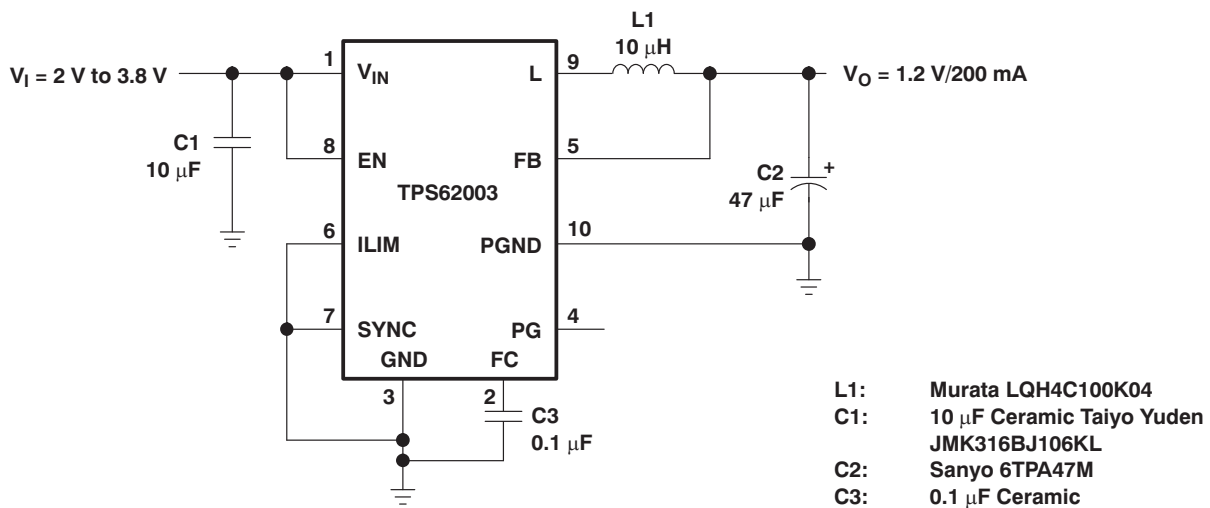 L1
10 μH
V_I = 2 V to 3.8 V
1
V_IN
L
9
V_O = 1.2 V/200 mA
C1
10 μF
8
EN
FB
5
C2
47 μF
+
TPS62003
6
ILIM
PGND
10
7
SYNC
PG
4
GND
FC
3
2
C3
0.1 μF
L1: Murata LQH4C100K04
C1: 10 μF Ceramic Taiyo Yuden
JMK316BJ106KL
C2: Sanyo 6TPA47M
C3: 0.1 μF Ceramic